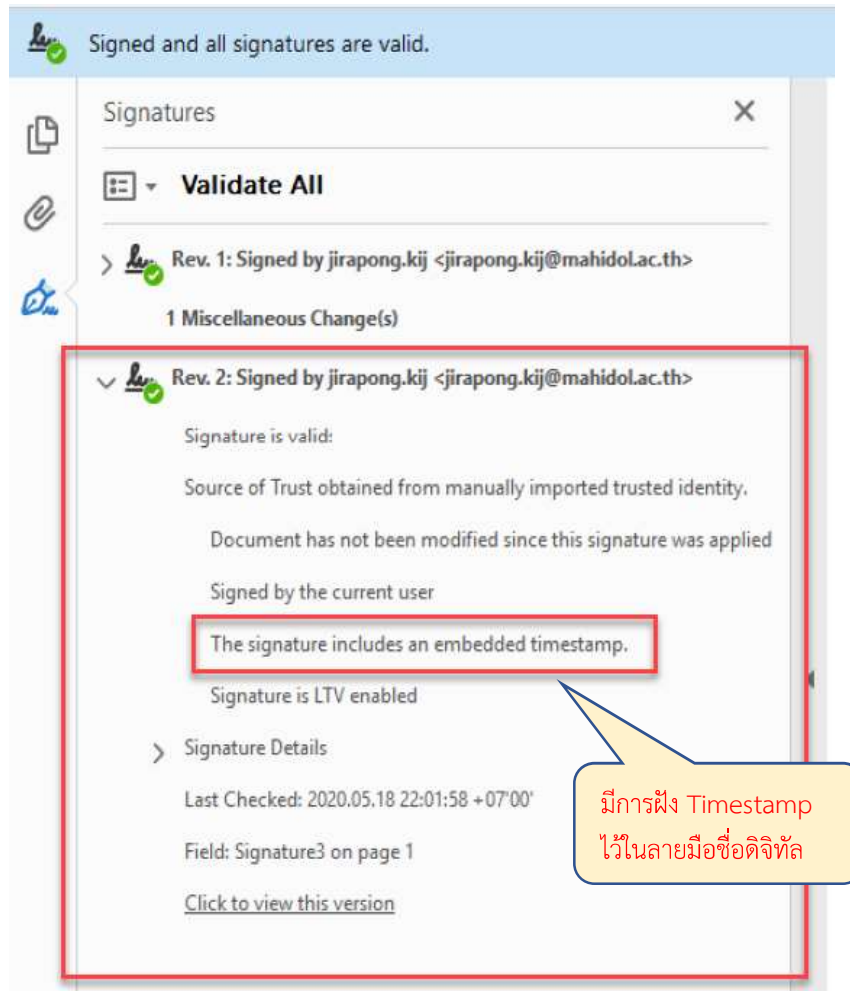 Signed and all signatures are valid.
Signatures
Validate All
Rev. 1: Signed by jirapong.kij <jirapong.kij@mahidol.ac.th>
1 Miscellaneous Change(s)
Rev. 2: Signed by jirapong.kij <jirapong.kij@mahidol.ac.th>
Signature is valid:
Source of Trust obtained from manually imported trusted identity.
Document has not been modified since this signature was applied
Signed by the current user
The signature includes an embedded timestamp.
Signature is LTV enabled
Signature Details
Last Checked: 2020.05.18 22:01:58 +07'00'
Field: Signature3 on page 1
Click to view this version
มีการฝัง Timestamp
ไว้ในลายมือชื่อดิจิทัล